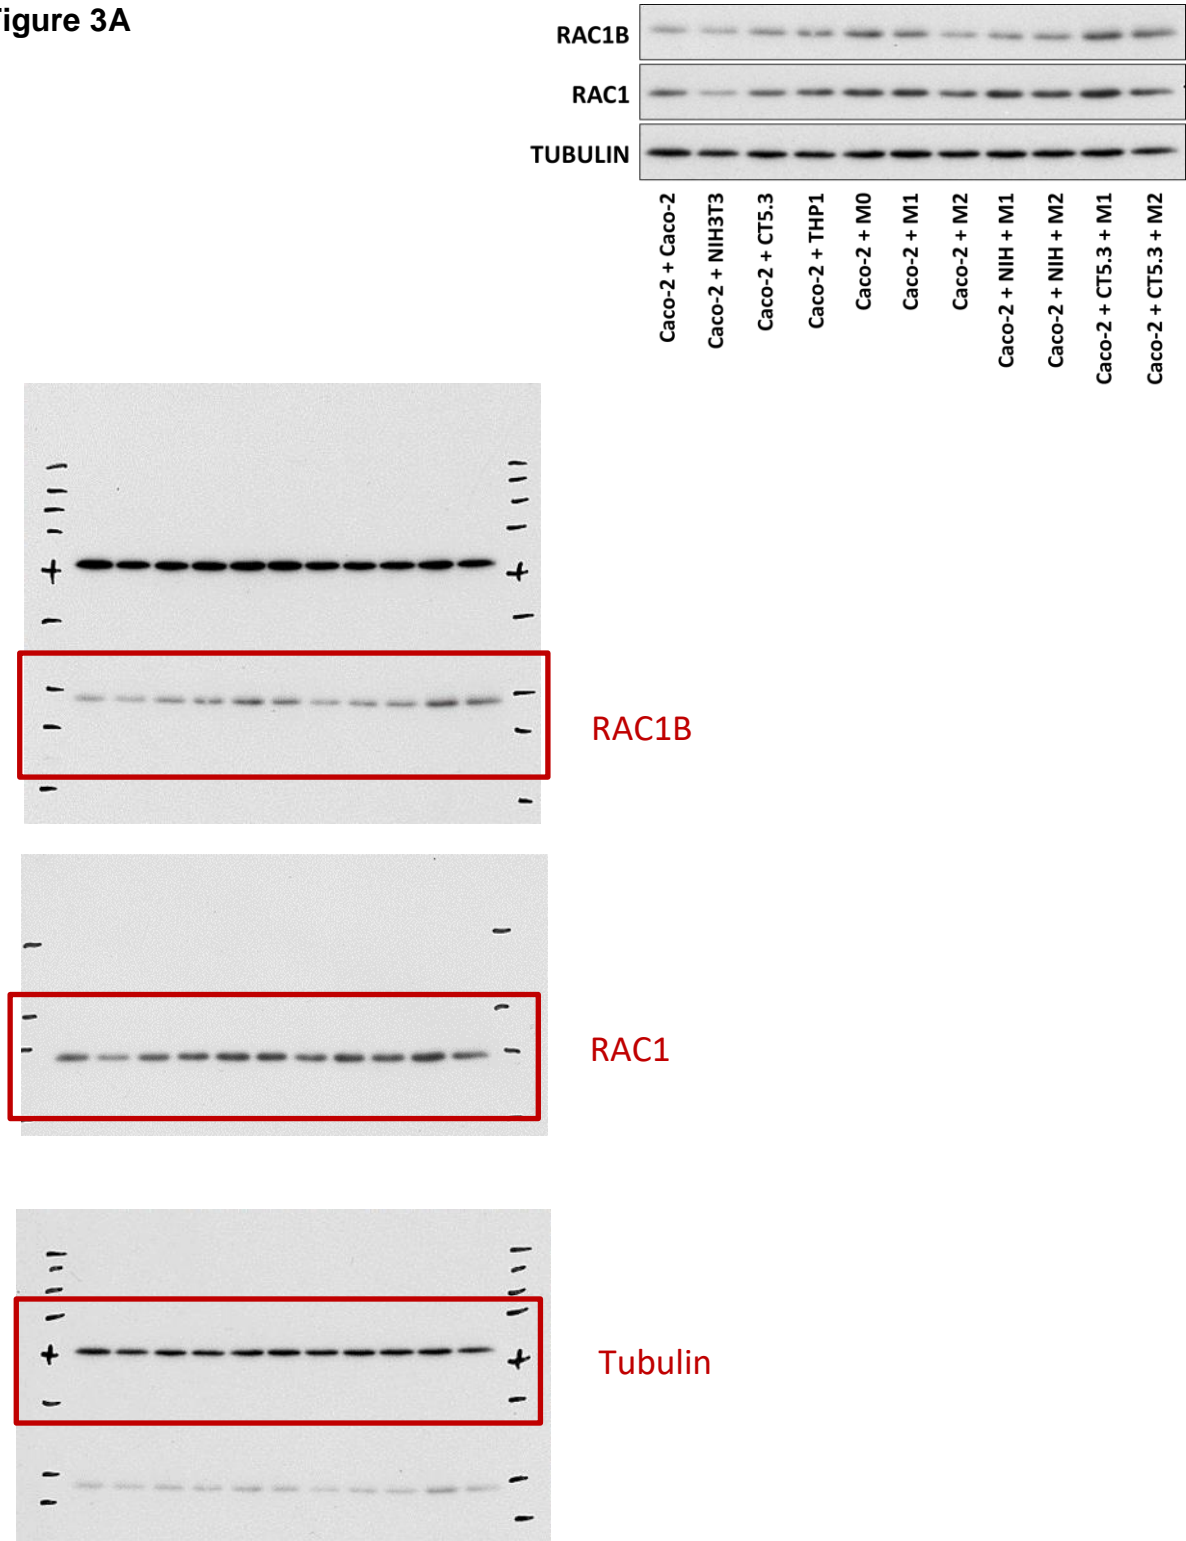 igure 3A
RAC1B
RAC1
TUBULIN
Caco-2 + Caco-2
Caco-2 + NIH3T3
Caco-2 + CT5.3
Caco-2 + THP1
Caco-2 + M0
Caco-2 + M1
Caco-2 + M2
Caco-2 + NIH + M1
Caco-2 + NIH + M2
Caco-2 + CT5.3 + M1
Caco-2 + CT5.3 + M2
RAC1B
RAC1
Tubulin